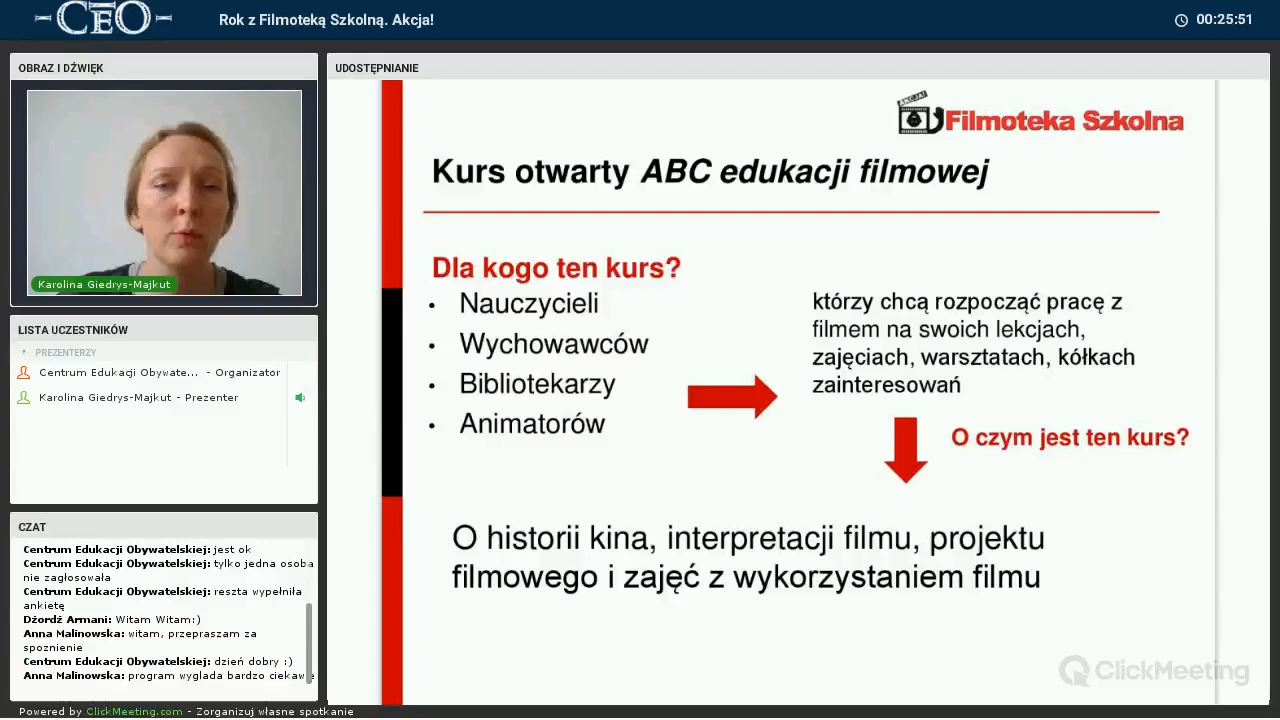 CEO
Rok z Filmoteką Szkolną. Akcja!
00:25:51
OBRAZ I DŹWIĘK
Karolina Giedrys-Majkut
LISTA UCZESTNIKÓW
PREZENTERZY
Centrum Edukacji Obywate... - Organizator
Karolina Giedrys-Majkut - Prezenter
CZAT
Centrum Edukacji Obywatelskiej: jest ok
Centrum Edukacji Obywatelskiej: tylko jedna osoba
nie zagłosowała
Centrum Edukacji Obywatelskiej: reszta wypełniła
ankietę
Dżordż Armani: Witam Witam:)
Anna Malinowska: witam, przepraszam za
spoznienie
Centrum Edukacji Obywatelskiej: dzień dobry :)
Anna Malinowska: program wyglada bardzo ciekawie
UDOSTĘPNIANIE
AKCJA!
Filmoteka Szkolna
Kurs otwarty ABC edukacji filmowej
Dla kogo ten kurs?
• Nauczycieli
• Wychowawców
• Bibliotekarzy
• Animatorów
którzy chcą rozpocząć pracę z
filmem na swoich lekcjach,
zajęciach, warsztatach, kółkach
zainteresowań
O czym jest ten kurs?
O historii kina, interpretacji filmu, projektu
filmowego i zajęć z wykorzystaniem filmu
ClickMeeting
Powered by ClickMeeting.com - Zorganizuj własne spotkanie